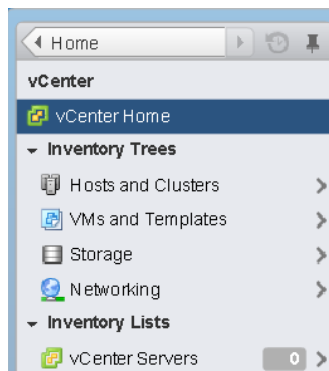 Home
vCenter
vCenter Home
Inventory Trees
Hosts and Clusters
VMs and Templates
Storage
Networking
Inventory Lists
vCenter Servers 0